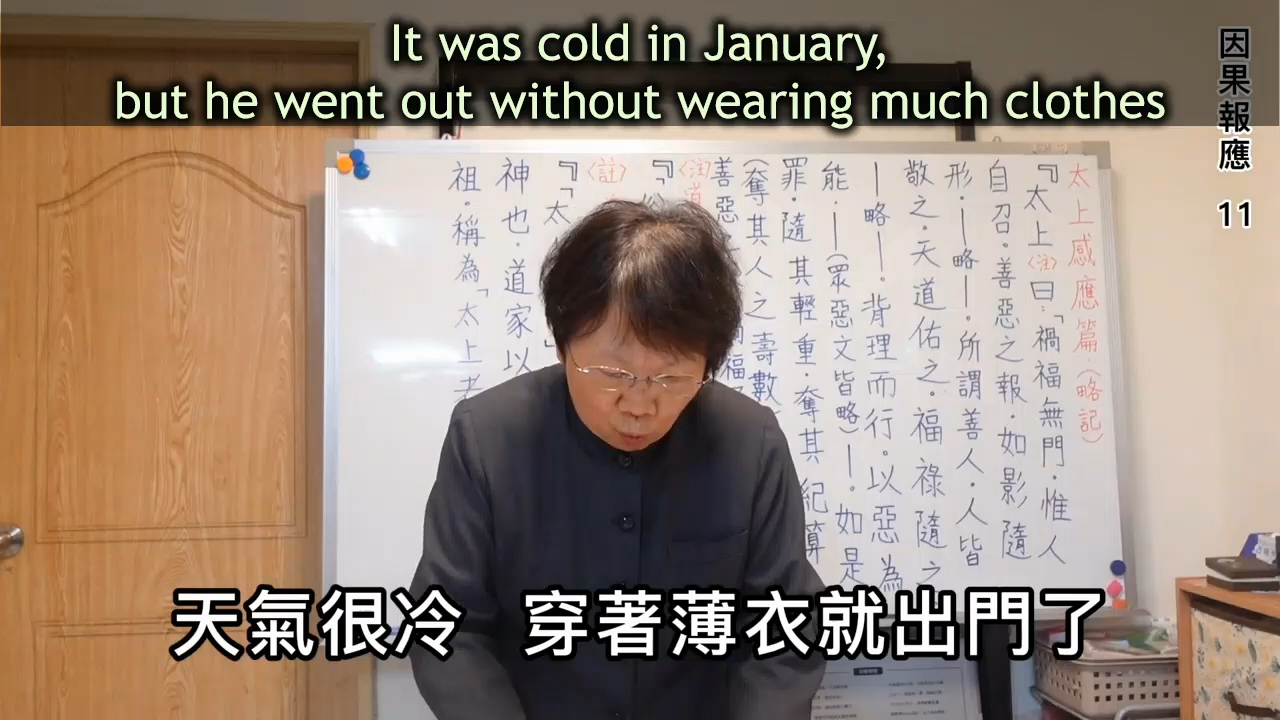 It was cold in January,
but he went out without wearing much clothes
因果報應 11
太上感應篇(略記)
『太上〈注〉曰:「禍福無門.惟人
自召。善惡之報.如影隨
形.——略——。所謂善人.人皆
敬之.天道佑之.福祿隨之
——略——。背理而行。以惡為
能.——(眾惡文皆略)——。如是
罪.隨其輕重.奪其紀算
(奪其人之壽數)
善惡
〈注〉道
『
〈註〉
『「太
神也.道家以
祖.稱為「太上老
天氣很冷 穿著薄衣就出門了